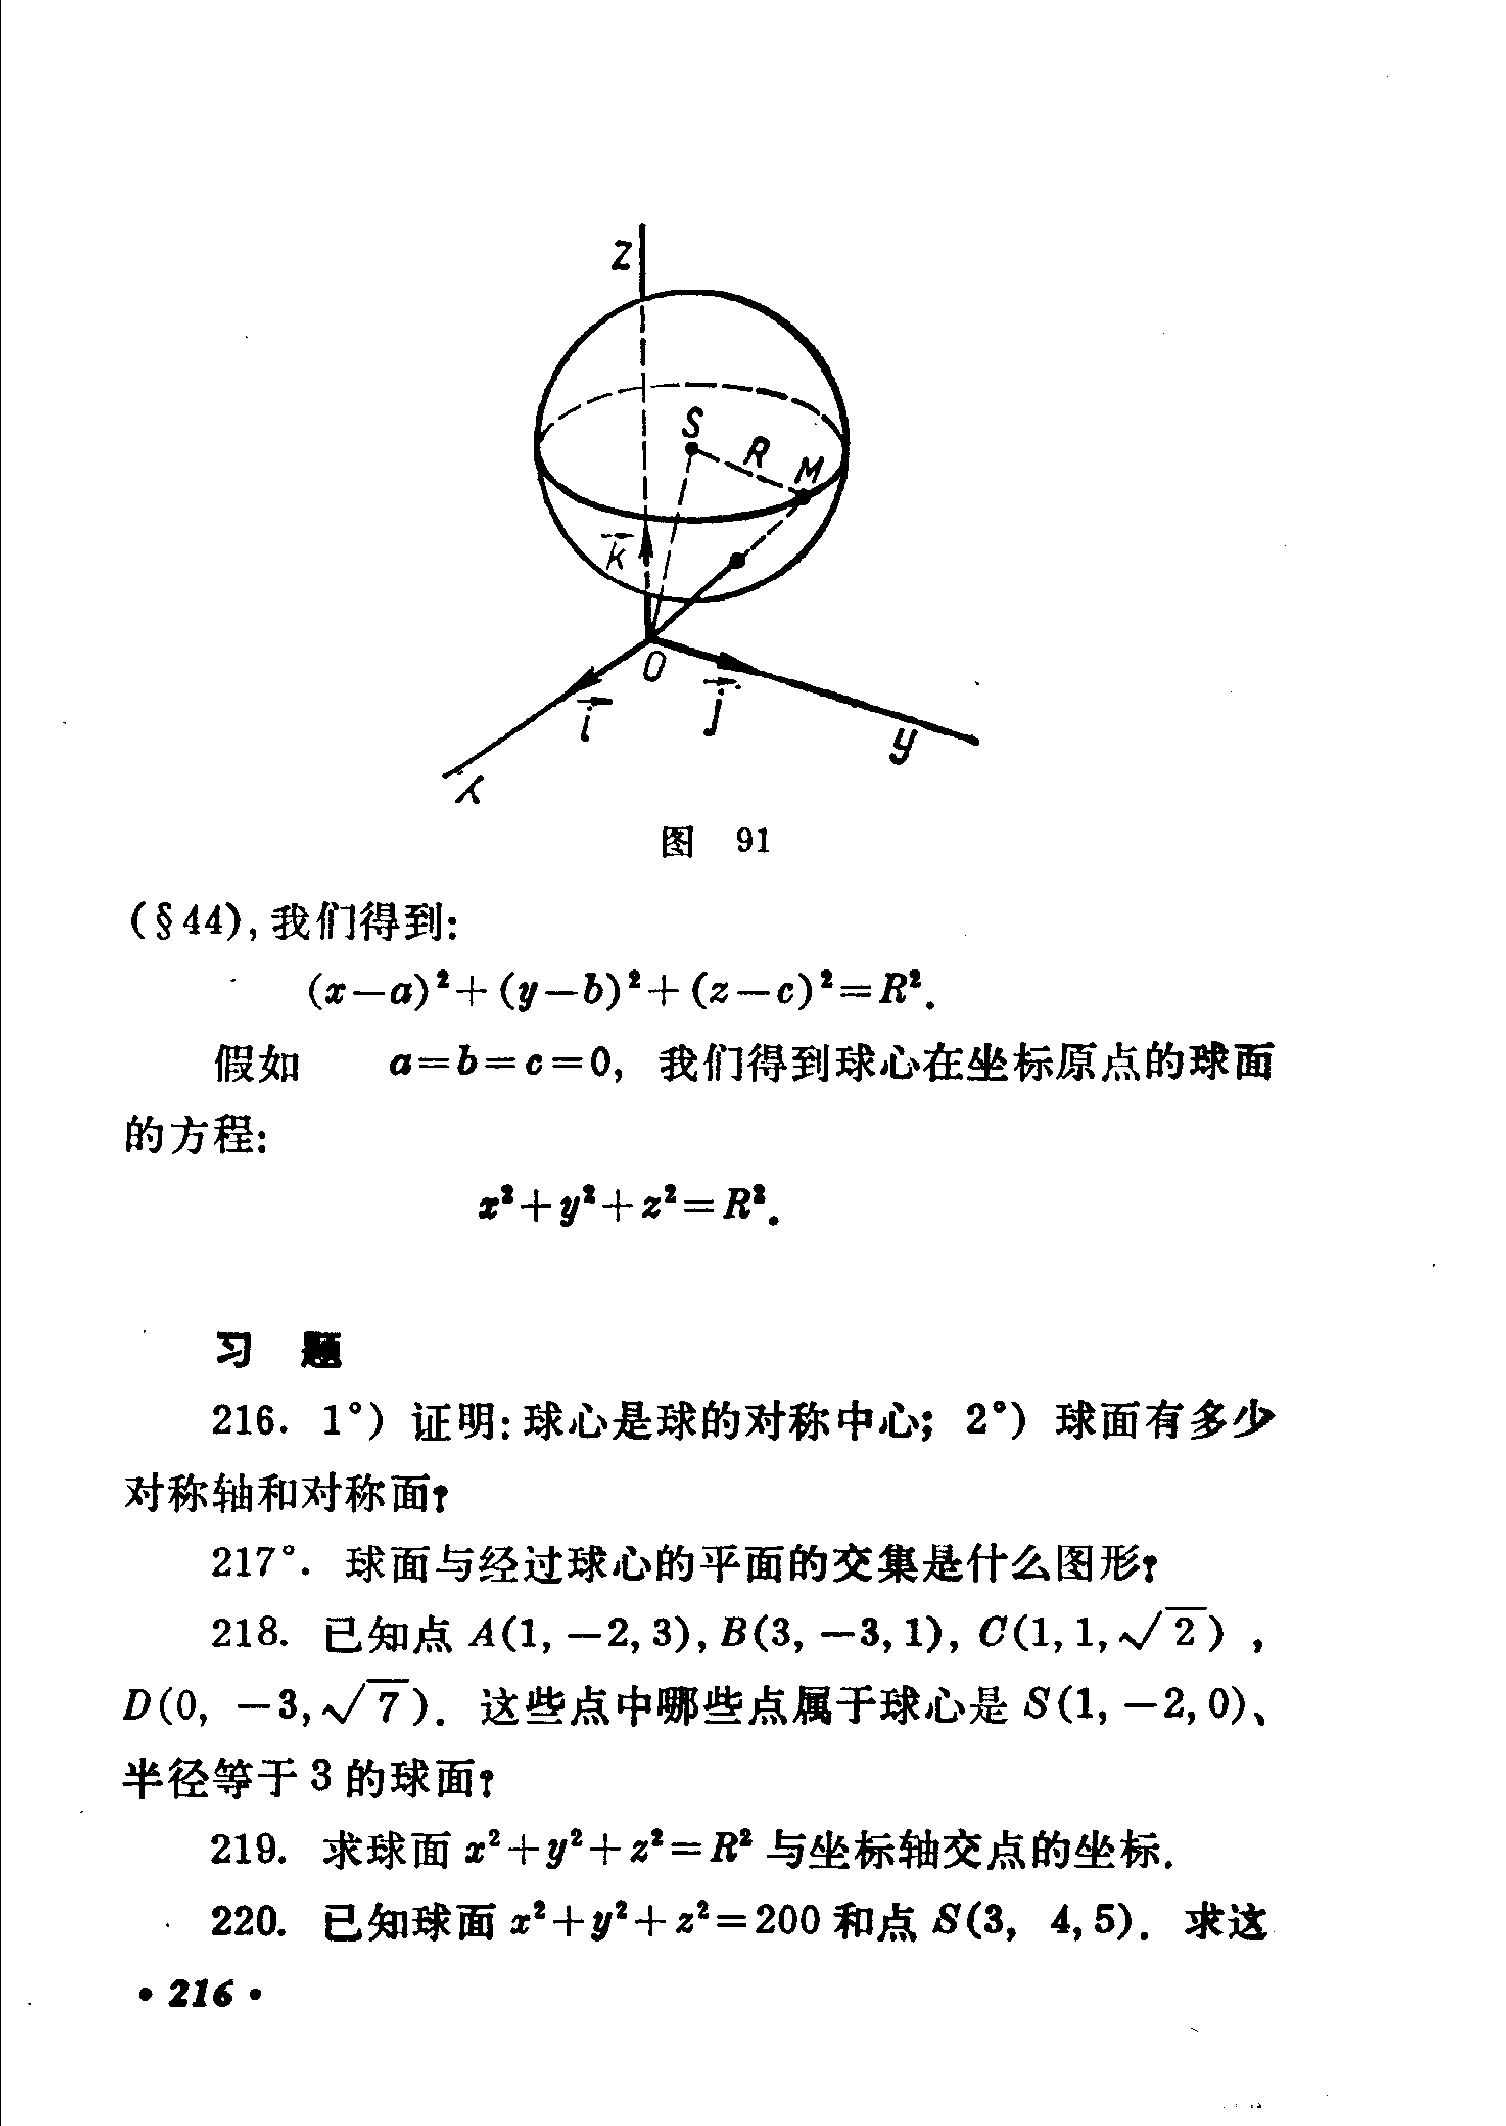 z
S
R
M
k
O
i
j
y
x
图 91
(§44),我们得到:
(x-a)²+(y-b)²+(z-c)²=R².
假如 a=b=c=0, 我们得到球心在坐标原点的球面
的方程:
x²+y²+z²=R².
习 题
216. 1°) 证明:球心是球的对称中心; 2°) 球面有多少
对称轴和对称面?
217°. 球面与经过球心的平面的交集是什么图形?
218. 已知点 A(1, -2, 3), B(3, -3, 1), C(1, 1, √2),
D(0, -3, √7). 这些点中哪些点属于球心是 S(1, -2, 0)、
半径等于 3 的球面?
219. 求球面 x²+y²+z²=R² 与坐标轴交点的坐标.
220. 已知球面 x²+y²+z²=200 和点 S(3, 4, 5). 求这
•216•